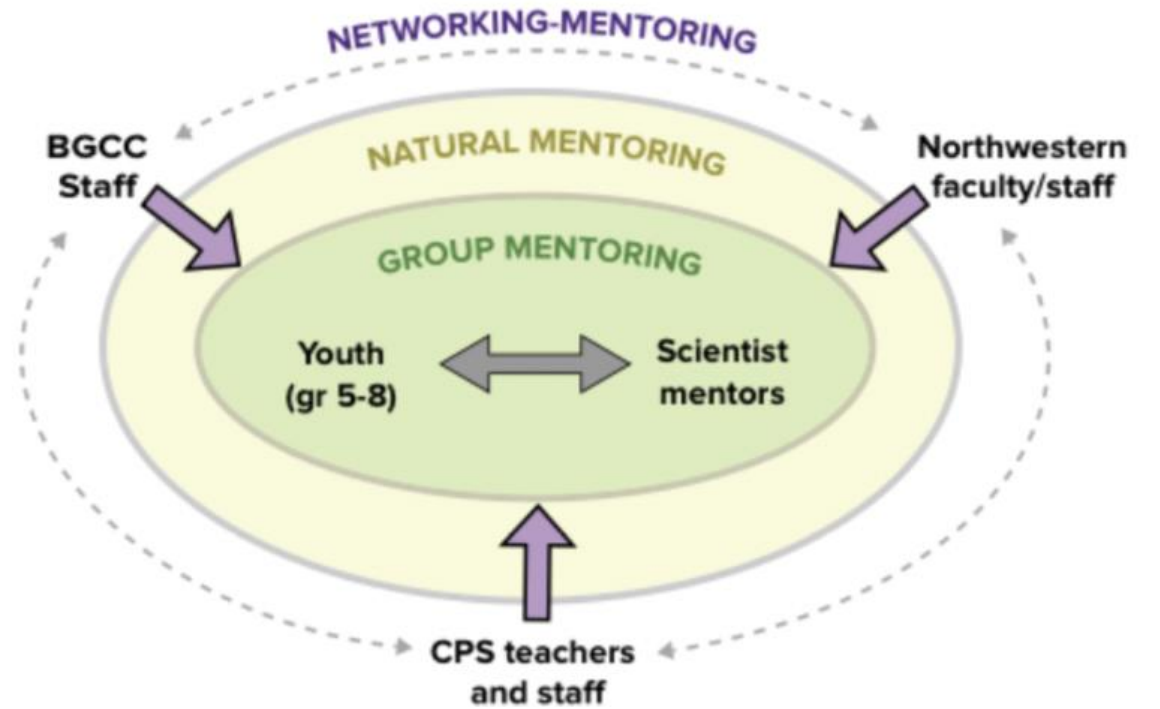 NETWORKING-MENTORING
BGCC
Staff
NATURAL MENTORING
Northwestern
faculty/staff
GROUP MENTORING
Youth
(gr 5-8)
Scientist
mentors
CPS teachers
and staff